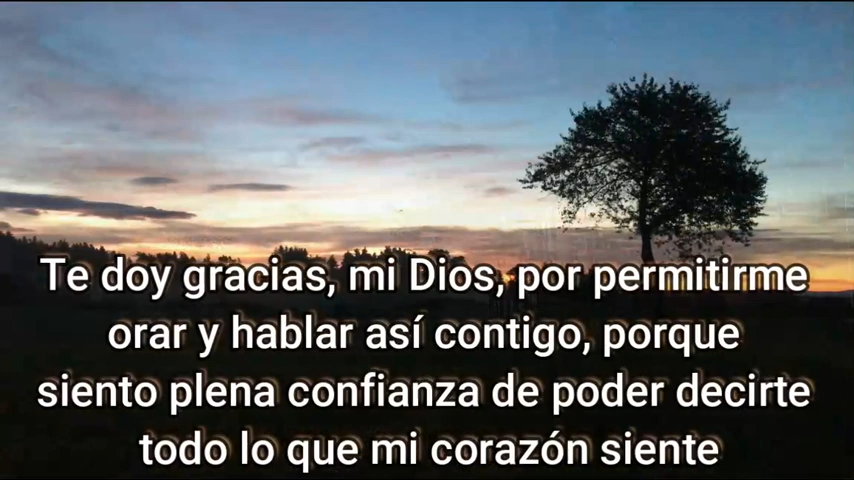 Te doy gracias, mi Dios, por permitirme
orar y hablar así contigo, porque
siento plena confianza de poder decirte
todo lo que mi corazón siente